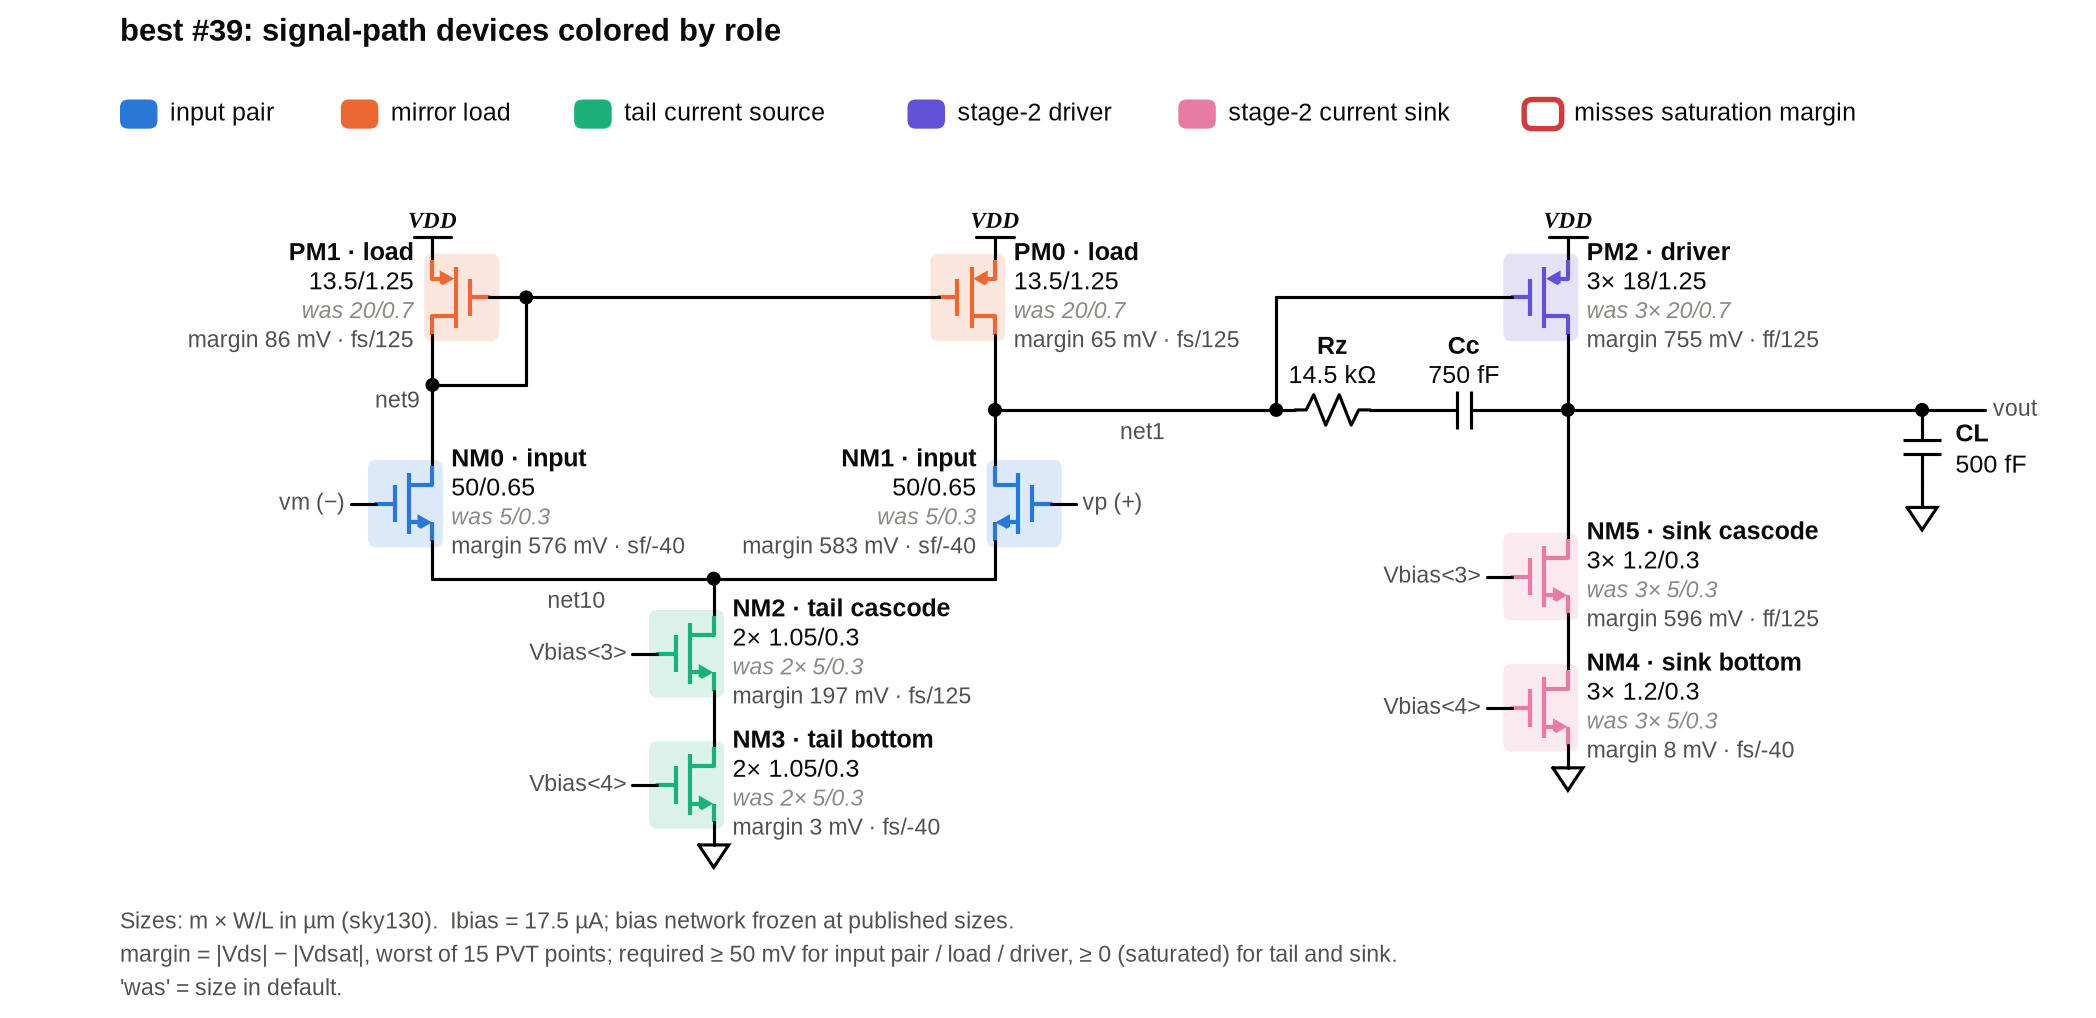 best #39: signal-path devices colored by role
input pair
mirror load
tail current source
stage-2 driver
stage-2 current sink
misses saturation margin
VDD
PM1 · load
13.5/1.25
was 20/0.7
margin 86 mV · fs/125
VDD
PM0 · load
13.5/1.25
was 20/0.7
margin 65 mV · fs/125
VDD
PM2 · driver
3× 18/1.25
was 3× 20/0.7
margin 755 mV · ff/125
Rz
14.5 kΩ
Cc
750 fF
net9
net1
vout
CL
500 fF
vm (−)
NM0 · input
50/0.65
was 5/0.3
margin 576 mV · sf/-40
NM1 · input
50/0.65
was 5/0.3
margin 583 mV · sf/-40
vp (+)
net10
Vbias<3>
NM2 · tail cascode
2× 1.05/0.3
was 2× 5/0.3
margin 197 mV · fs/125
Vbias<4>
NM3 · tail bottom
2× 1.05/0.3
was 2× 5/0.3
margin 3 mV · fs/-40
Vbias<3>
NM5 · sink cascode
3× 1.2/0.3
was 3× 5/0.3
margin 596 mV · ff/125
Vbias<4>
NM4 · sink bottom
3× 1.2/0.3
was 3× 5/0.3
margin 8 mV · fs/-40
Sizes: m × W/L in µm (sky130).  Ibias = 17.5 µA; bias network frozen at published sizes.
margin = |Vds| − |Vdsat|, worst of 15 PVT points; required ≥ 50 mV for input pair / load / driver, ≥ 0 (saturated) for tail and sink.
'was' = size in default.